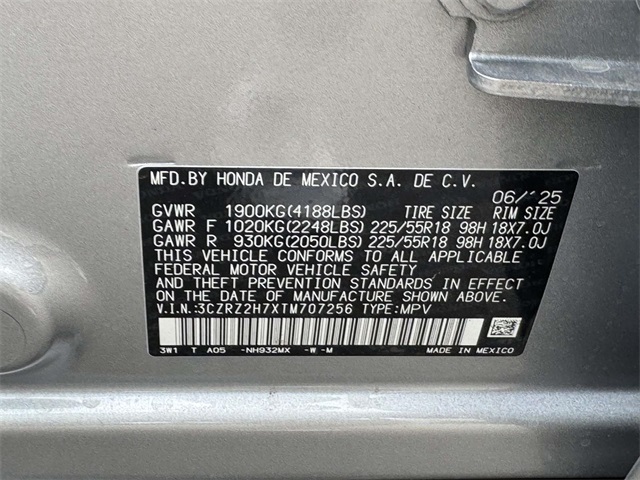 MFD.BY HONDA DE MEXICO S.A. DE C.V.
06/'25
GVWR 1900KG(4188LBS) TIRE SIZE RIM SIZE
GAWR F 1020KG(2248LBS) 225/55R18 98H 18X7.0J
GAWR R 930KG(2050LBS) 225/55R18 98H 18X7.0J
THIS VEHICLE CONFORMS TO ALL APPLICABLE
FEDERAL MOTOR VEHICLE SAFETY
AND THEFT PREVENTION STANDARDS IN EFFECT
ON THE DATE OF MANUFACTURE SHOWN ABOVE.
V.I.N.:3CZRZ2H7XTM707256 TYPE:MPV
3W1 T A05 -NH932MX -W -M MADE IN MEXICO